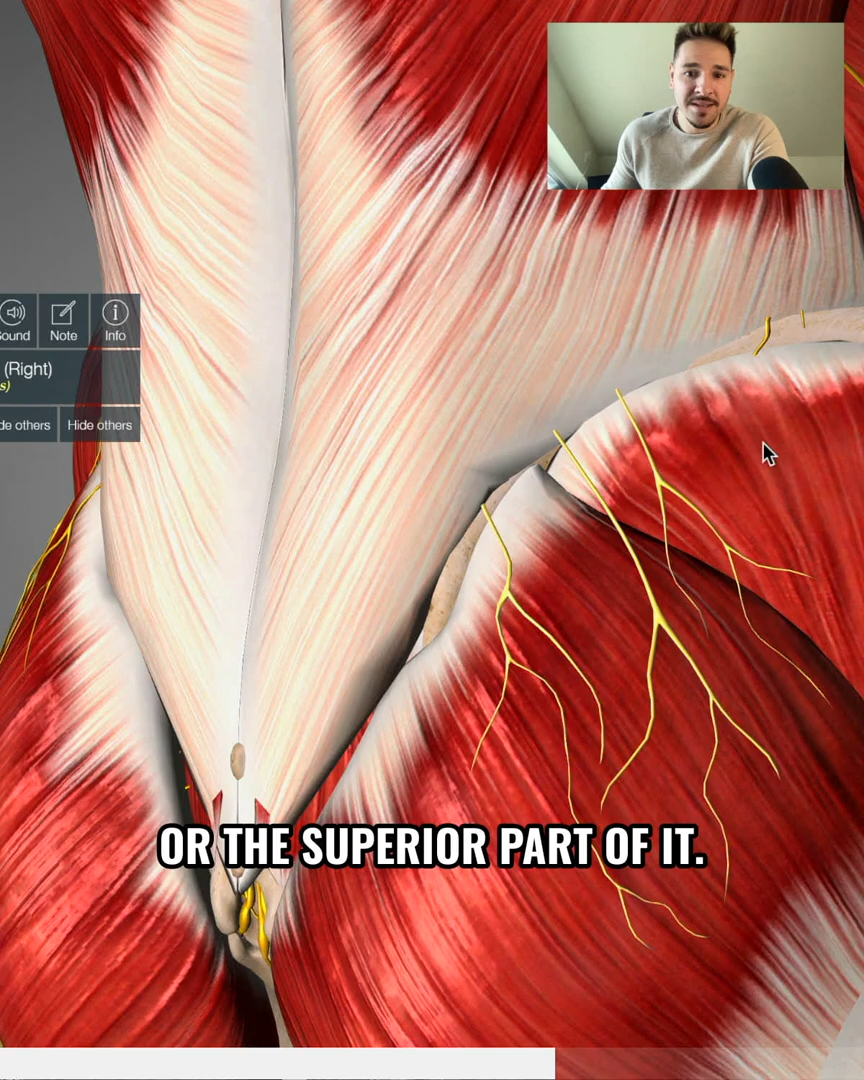 Sound Note Info
(Right)
s)
de others Hide others
OR THE SUPERIOR PART OF IT.